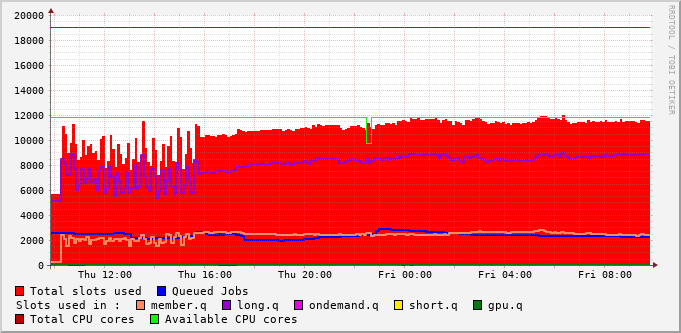 20000
18000
16000
14000
12000
10000
8000
6000
4000
2000
0
Thu 12:00 Thu 16:00 Thu 20:00 Fri 00:00 Fri 04:00 Fri 08:00
Total slots used Queued Jobs
Slots used in : member.q long.q ondemand.q short.q gpu.q
Total CPU cores Available CPU cores
RRDTOOL / TOBI OETIKER